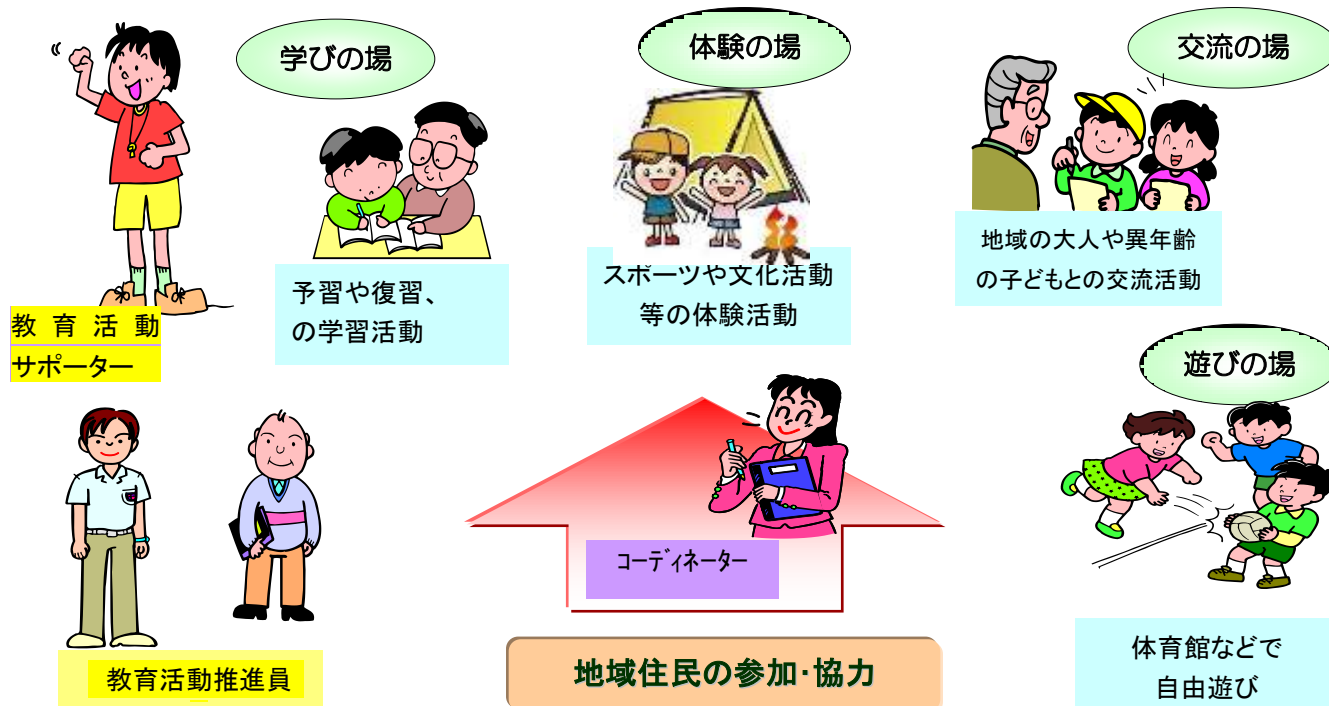 学びの場
体験の場
交流の場
予習や復習、
の学習活動
スポーツや文化活動
等の体験活動
地域の大人や異年齢
の子どもとの交流活動
教育活動
サポーター
遊びの場
コーディネーター
教育活動推進員
地域住民の参加・協力
体育館などで
自由遊び